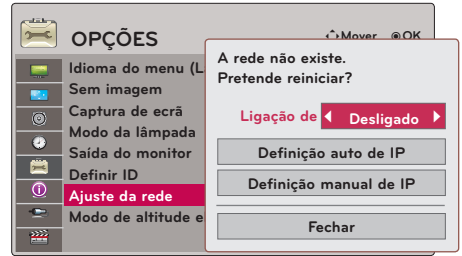 OPÇÕES
Mover OK
Idioma do menu (L
Sem imagem
Captura de ecrã
Modo da lâmpada
Saída do monitor
Definir ID
Ajuste da rede
Modo de altitude e
A rede não existe.
Pretende reiniciar?
Ligação de Desligado
Definição auto de IP
Definição manual de IP
Fechar